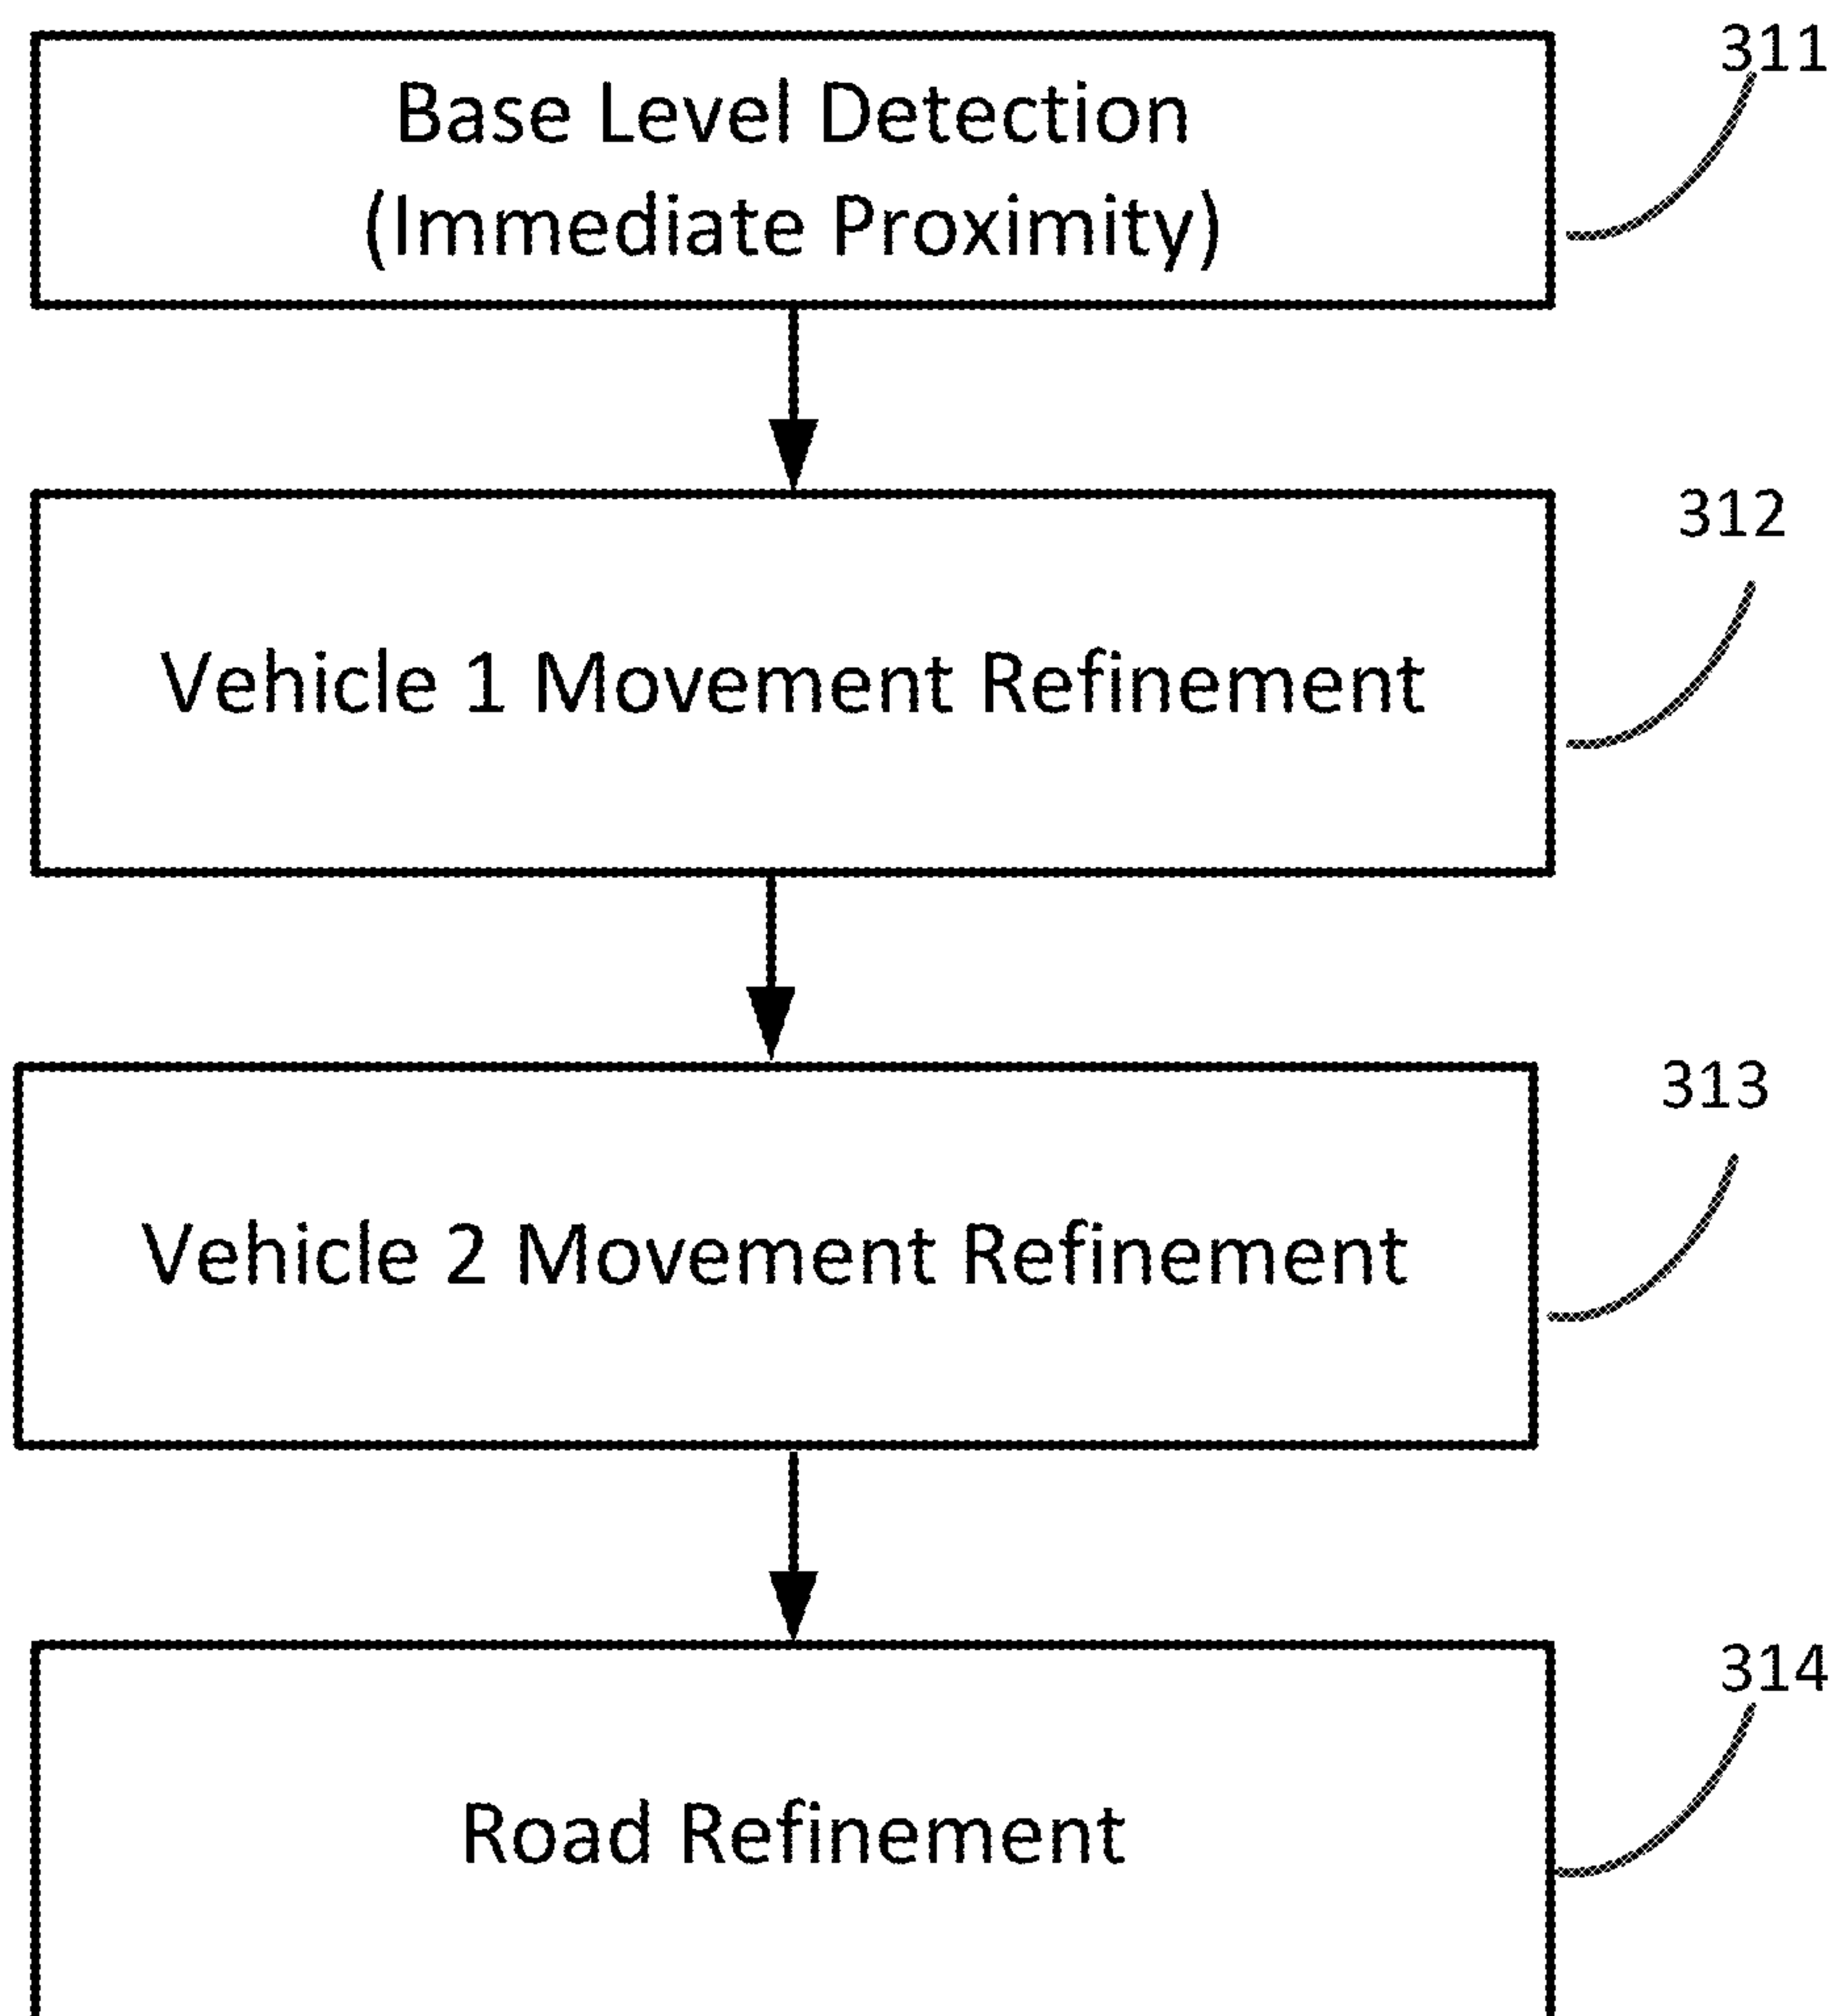 311
Base Level Detection
(Immediate Proximity)
312
Vehicle 1 Movement Refinement
313
Vehicle 2 Movement Refinement
314
Road Refinement